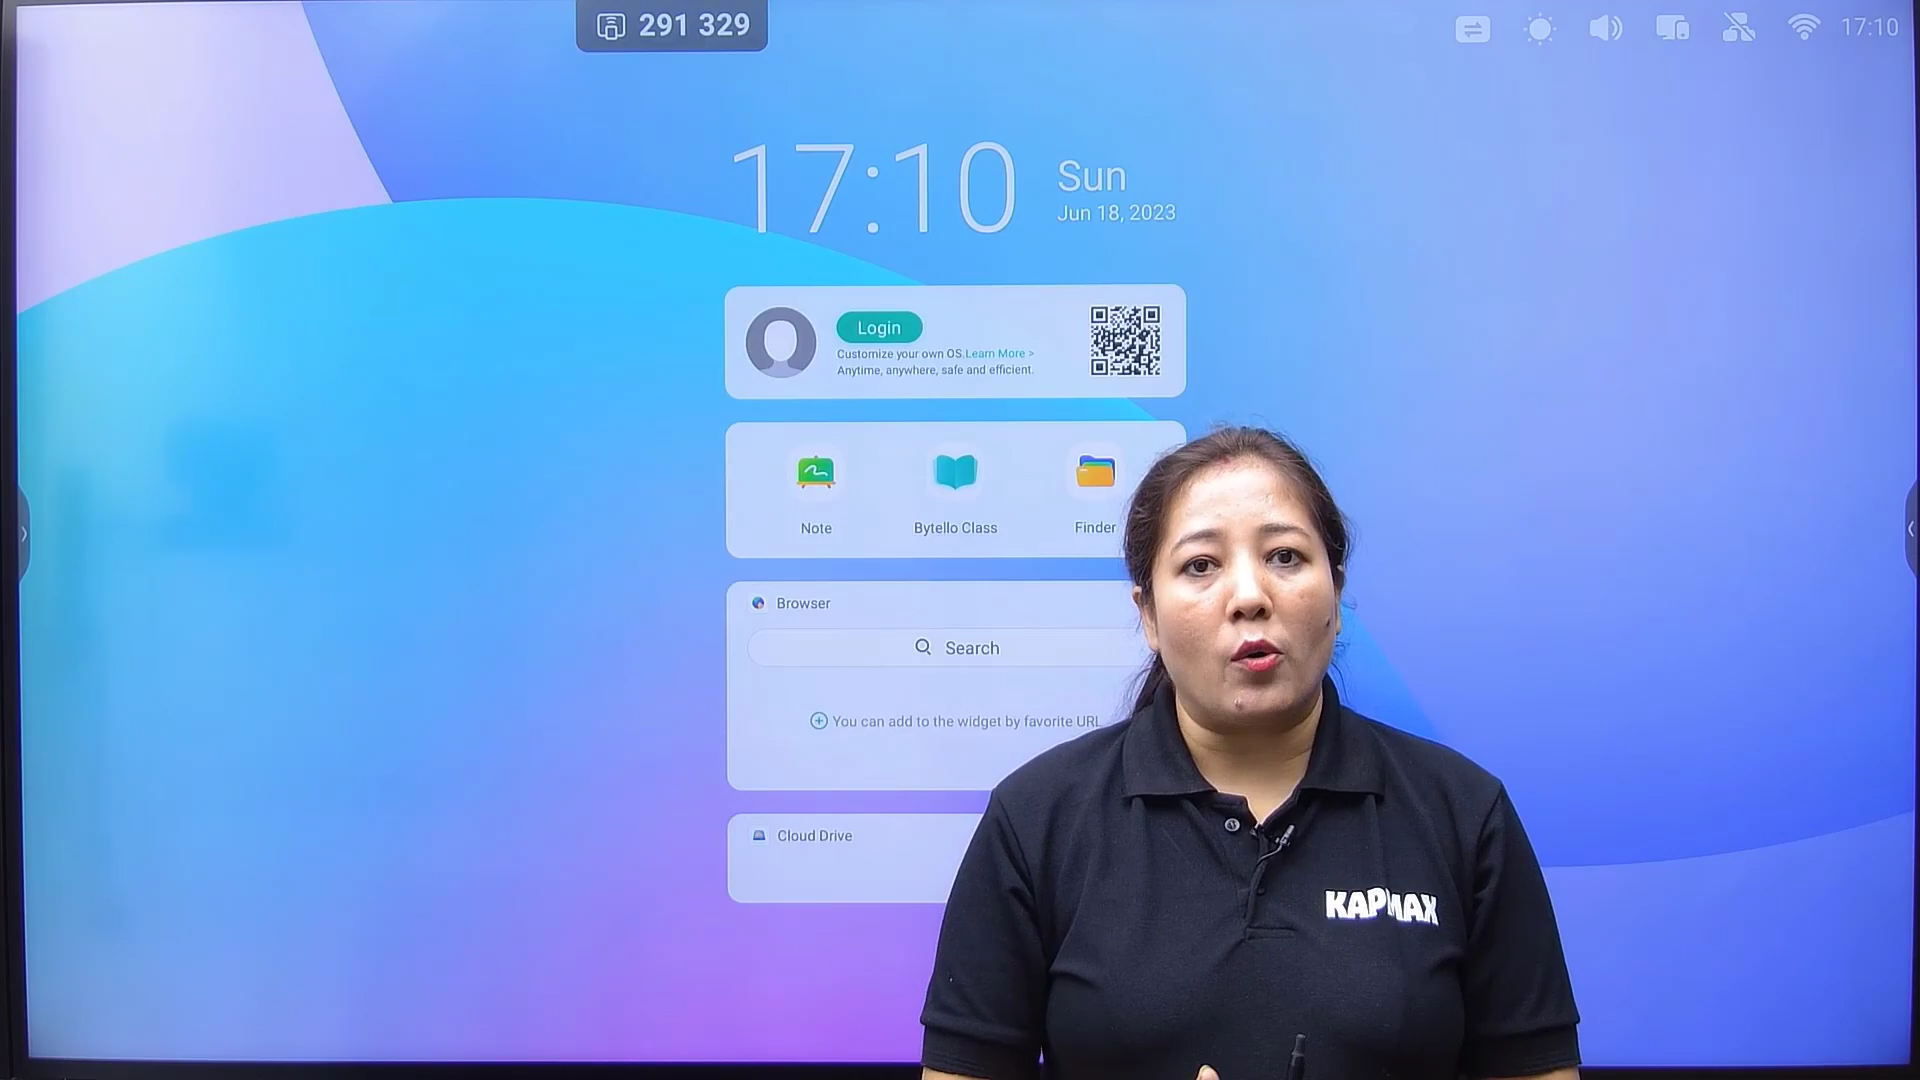 291 329
17:10
17:10
Sun
Jun 18, 2023
Login
Customize your own OS.Learn More >
Anytime, anywhere, safe and efficient.
Note
Bytello Class
Finder
Browser
Search
You can add to the widget by favorite URL
Cloud Drive
KAPMAX